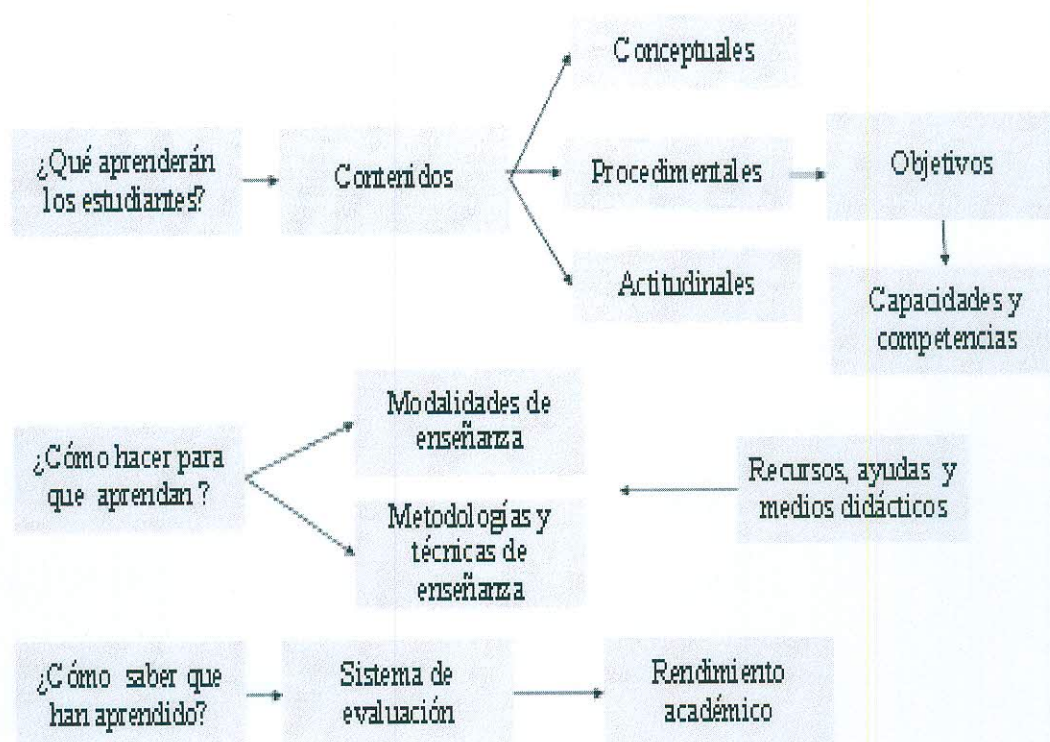 Conceptuales
¿Qué aprenderán
los estudiantes?
Contenidos
Procedimentales
Objetivos
Actitudinales
Capacidades y
competencias
¿Cómo hacer para
que aprendan?
Modalidades de
enseñanza
Metodologías y
técnicas de
enseñanza
Recursos, ayudas y
medios didácticos
¿Cómo saber que
han aprendido?
Sistema de
evaluación
Rendimiento
académico